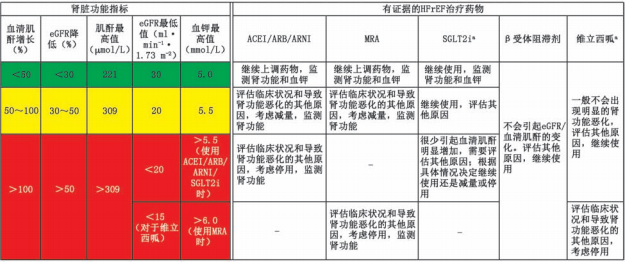 肾脏功能指标
有证据的HFrEF治疗药物
血清肌
酐增长
(%)
eGFR降
低(%)
肌酐最
高值
(μmol/L)
eGFR最低
值(ml·
min⁻¹·
1.73 m⁻²)
血钾最
高值
(mmol/L)
ACEI/ARB/ARNI
MRA
SGLT2iᵃ
β受体阻滞剂
维立西呱ᵃ
<50
<30
221
30
5.0
继续上调药物,监
测肾功能和血钾
继续上调药物,监
测肾功能和血钾
继续使用,监测
肾功能和血钾
不会引起eGFR/
血清肌酐的变
化。评估其他
原因,继续使用
一般不会出
现明显的肾
功能恶化,
评估其他原
因,继续使
用
50~100
30~50
309
20
5.5
评估临床状况和导致
肾功能恶化的其他原
因,考虑减量,监测
肾功能
评估临床状况和导致
肾功能恶化的其他原
因,考虑减量,监测
肾功能
继续使用,评估其
他原因
>100
>50
>309
<20
>5.5
(使用
ACEI/ARB/
ARNI/
SGLT2i
时)
评估临床状况和导致
肾功能恶化的其他原
因,考虑停用,监测
肾功能
–
很少引起血清肌酐
明显增加,需要评
估其他原因;根据
具体情况决定继续
使用还是减量或停
用
<15
(对于维立
西呱)
>6.0
(使用MRA
时)
–
评估临床状况和导致
肾功能恶化的其他原
因,考虑停用,监测
肾功能
–
评估临床状
况和导致肾
功能恶化的
其他原因,
考虑停用